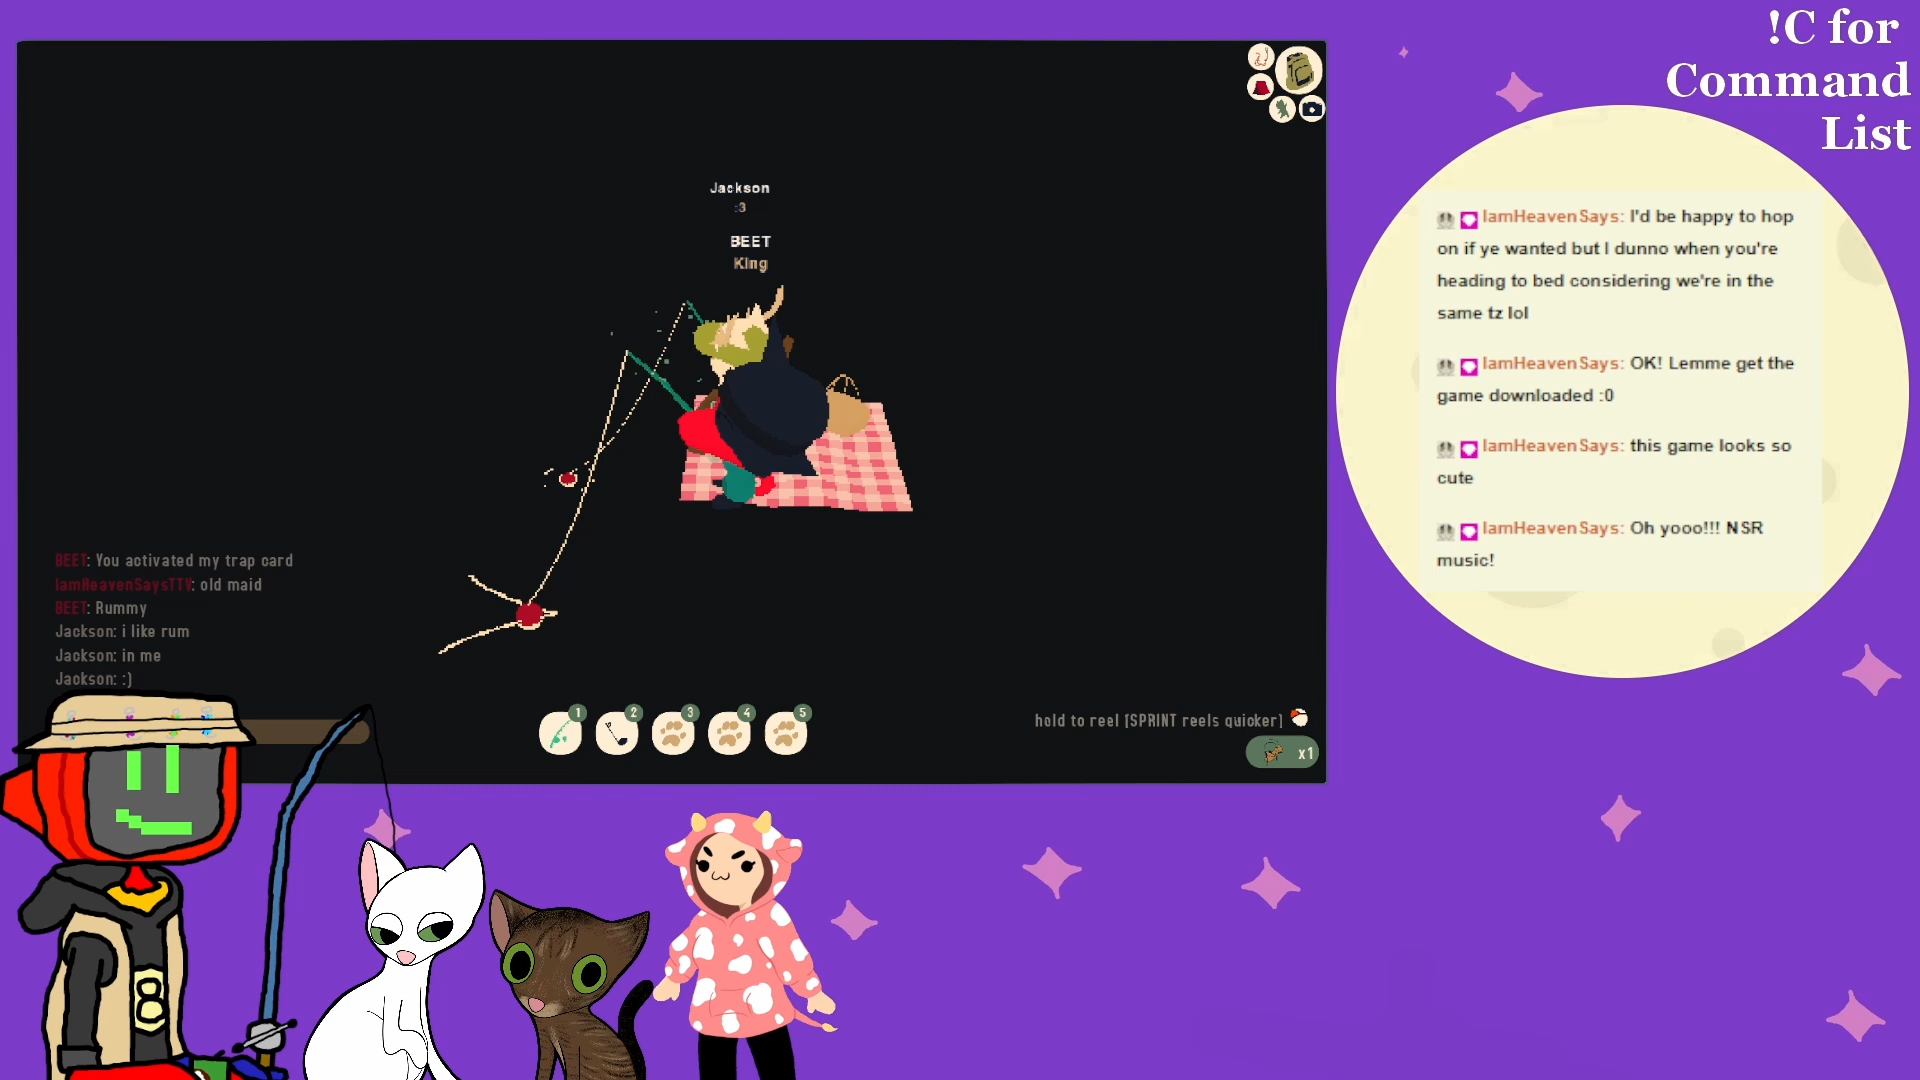 !C for
Command
List
Jackson
:3
BEET
King
IamHeavenSays: I'd be happy to hop
on if ye wanted but I dunno when you're
heading to bed considering we're in the
same tz lol
IamHeavenSays: OK! Lemme get the
game downloaded :0
IamHeavenSays: this game looks so
cute
IamHeavenSays: Oh yooo!!! NSR
music!
BEET: You activated my trap card
IamHeavenSaysTTV: old maid
BEET: Rummy
Jackson: i like rum
Jackson: in me
Jackson: :)
1
2
3
4
5
hold to reel [SPRINT reels quicker]
x1
8